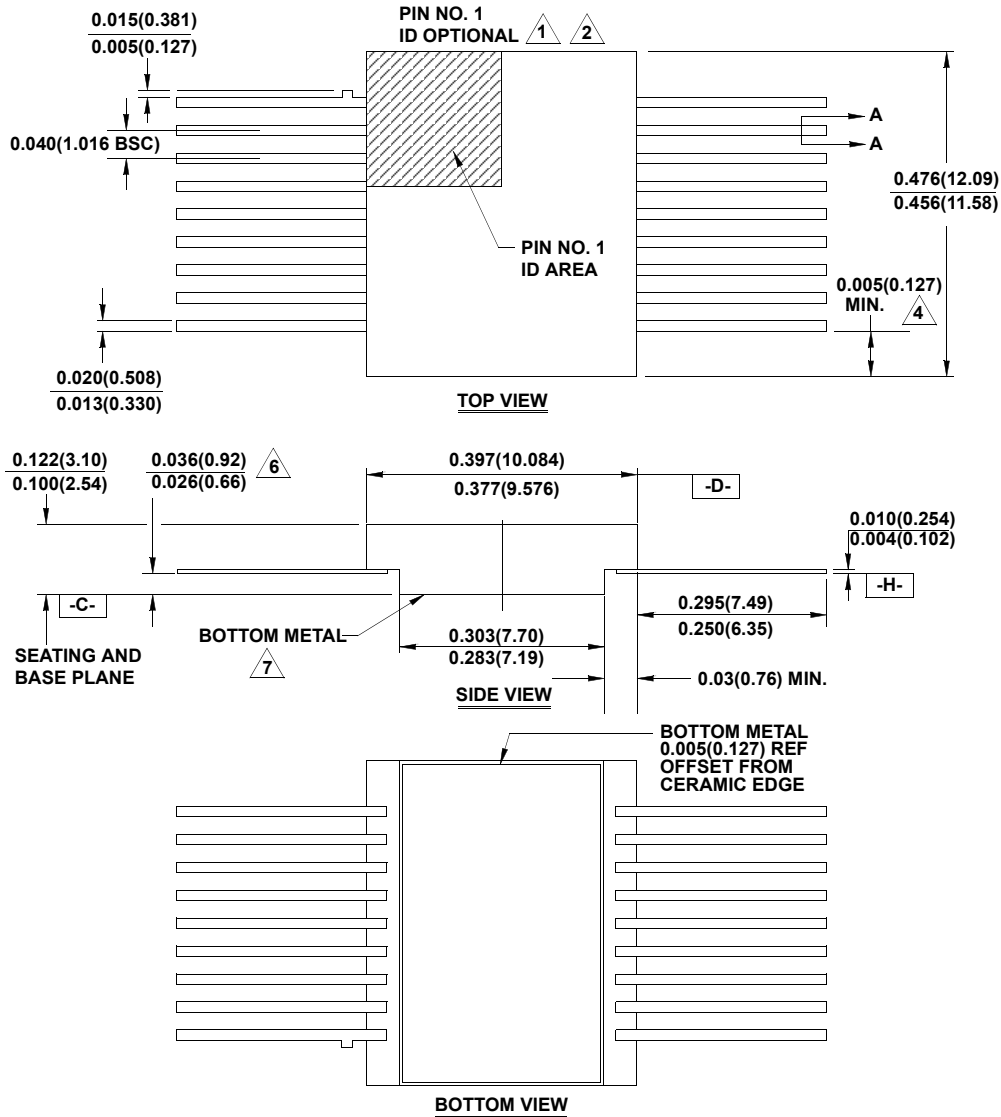 PIN NO. 1
ID OPTIONAL 1 2
0.015(0.381)
0.005(0.127)
0.040(1.016 BSC)
A
A
0.476(12.09)
0.456(11.58)
PIN NO. 1
ID AREA
0.005(0.127)
MIN. 4
0.020(0.508)
0.013(0.330)
TOP VIEW
0.122(3.10)
0.100(2.54)
0.036(0.92)
0.026(0.66)
6
0.397(10.084)
0.377(9.576)
-D-
0.010(0.254)
0.004(0.102)
-H-
-C-
0.295(7.49)
0.250(6.35)
BOTTOM METAL
7
0.303(7.70)
0.283(7.19)
SEATING AND
BASE PLANE
0.03(0.76) MIN.
SIDE VIEW
BOTTOM METAL
0.005(0.127) REF
OFFSET FROM
CERAMIC EDGE
BOTTOM VIEW